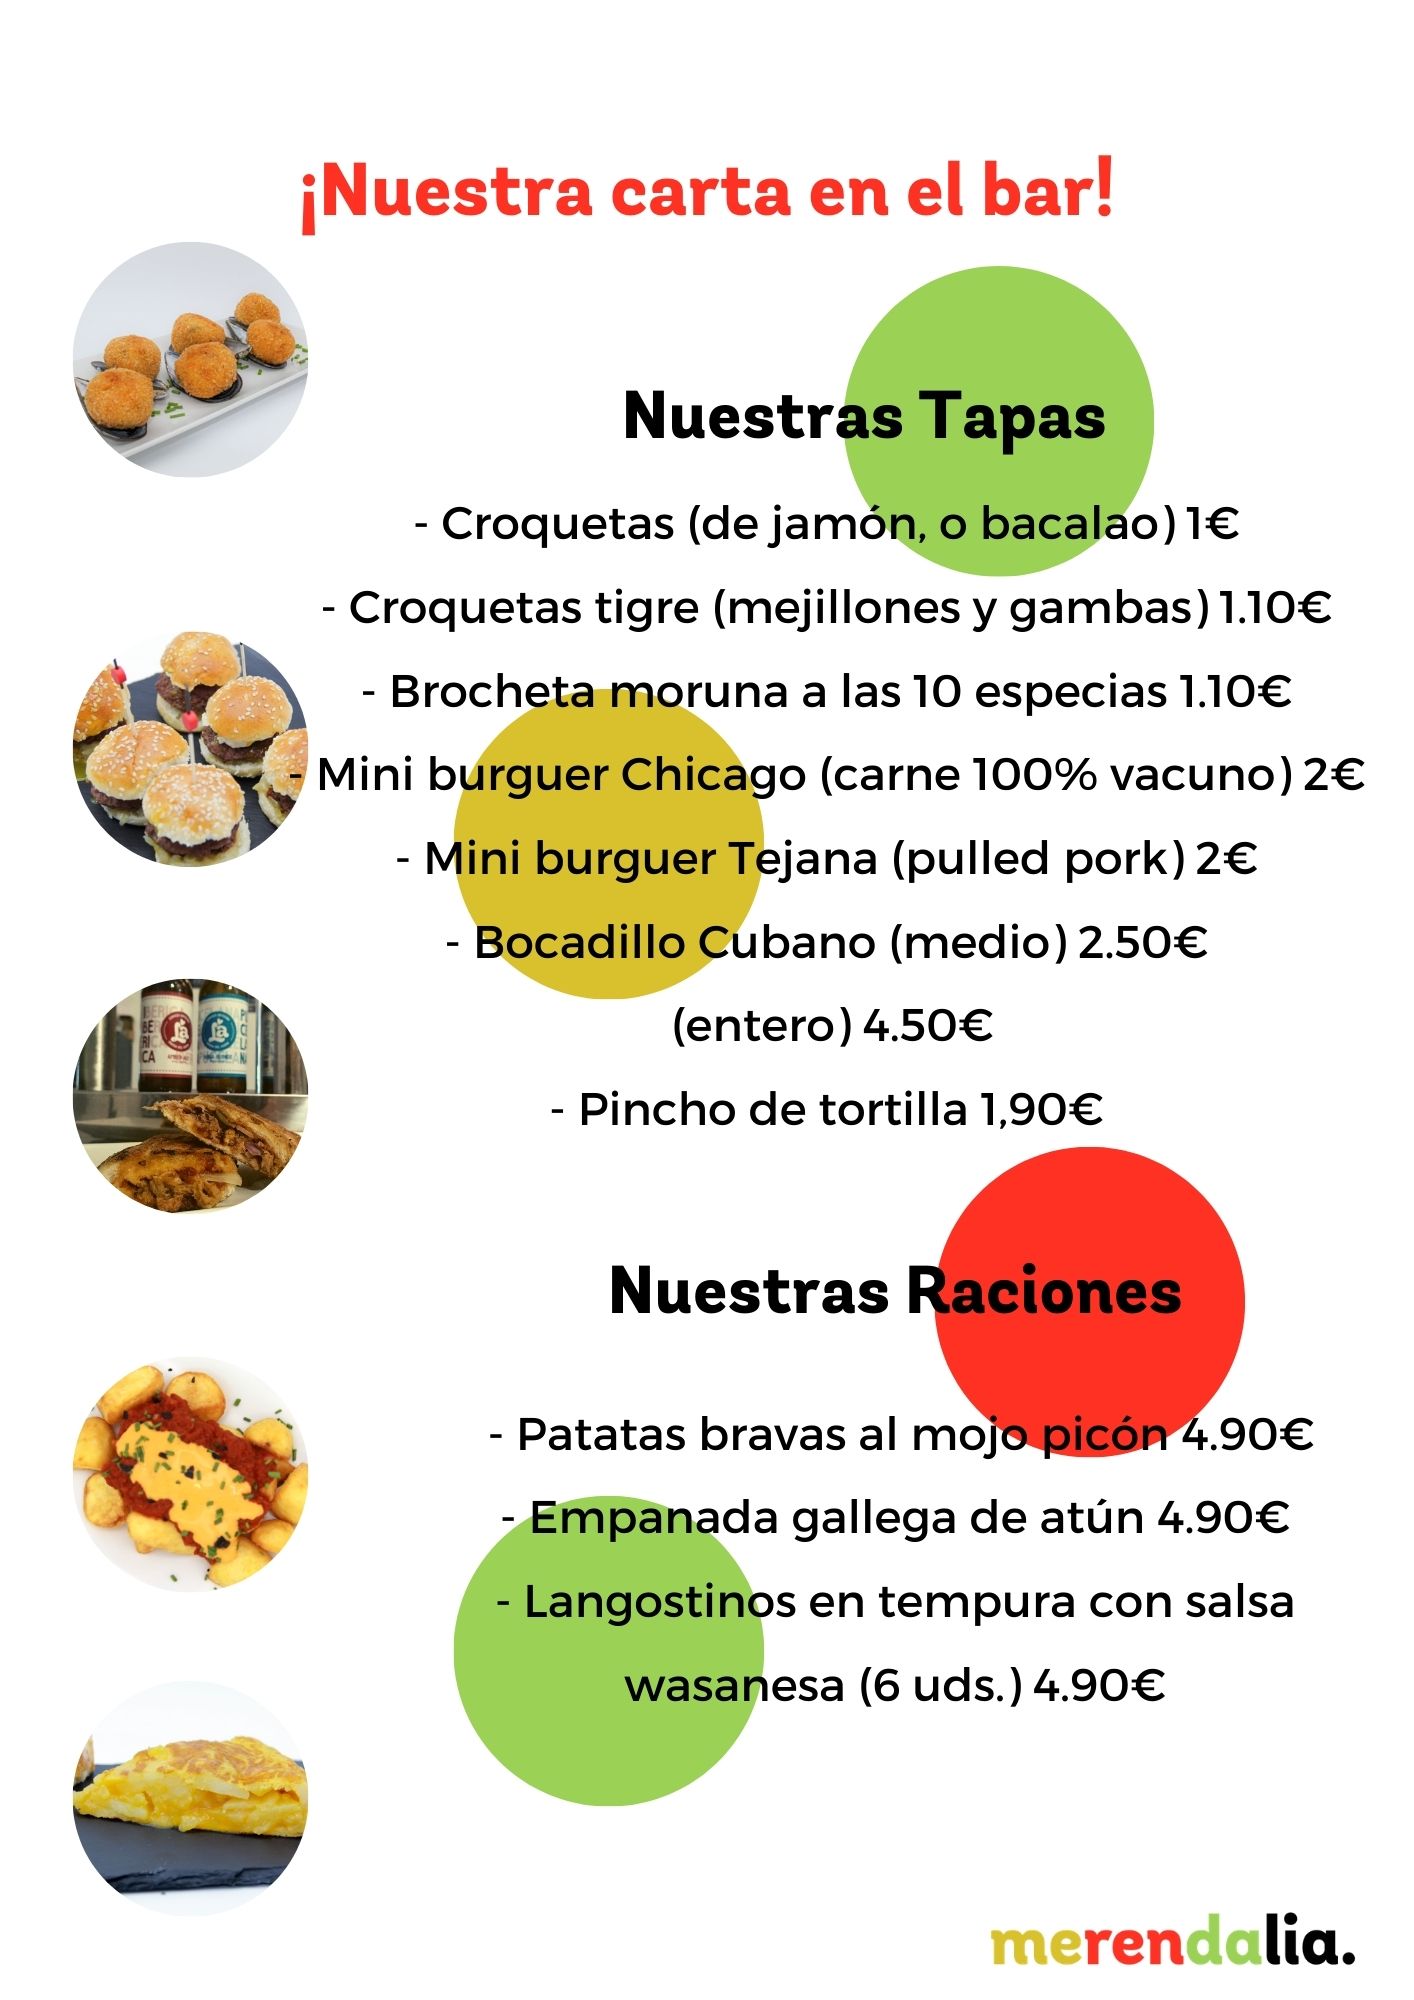 ¡Nuestra carta en el bar!
Nuestras Tapas
- Croquetas (de jamón, o bacalao) 1€
- Croquetas tigre (mejillones y gambas) 1.10€
- Brocheta moruna a las 10 especias 1.10€
- Mini burguer Chicago (carne 100% vacuno) 2€
- Mini burguer Tejana (pulled pork) 2€
- Bocadillo Cubano (medio) 2.50€
(entero) 4.50€
- Pincho de tortilla 1,90€
Nuestras Raciones
- Patatas bravas al mojo picón 4.90€
- Empanada gallega de atún 4.90€
- Langostinos en tempura con salsa
wasanesa (6 uds.) 4.90€
merendalia.